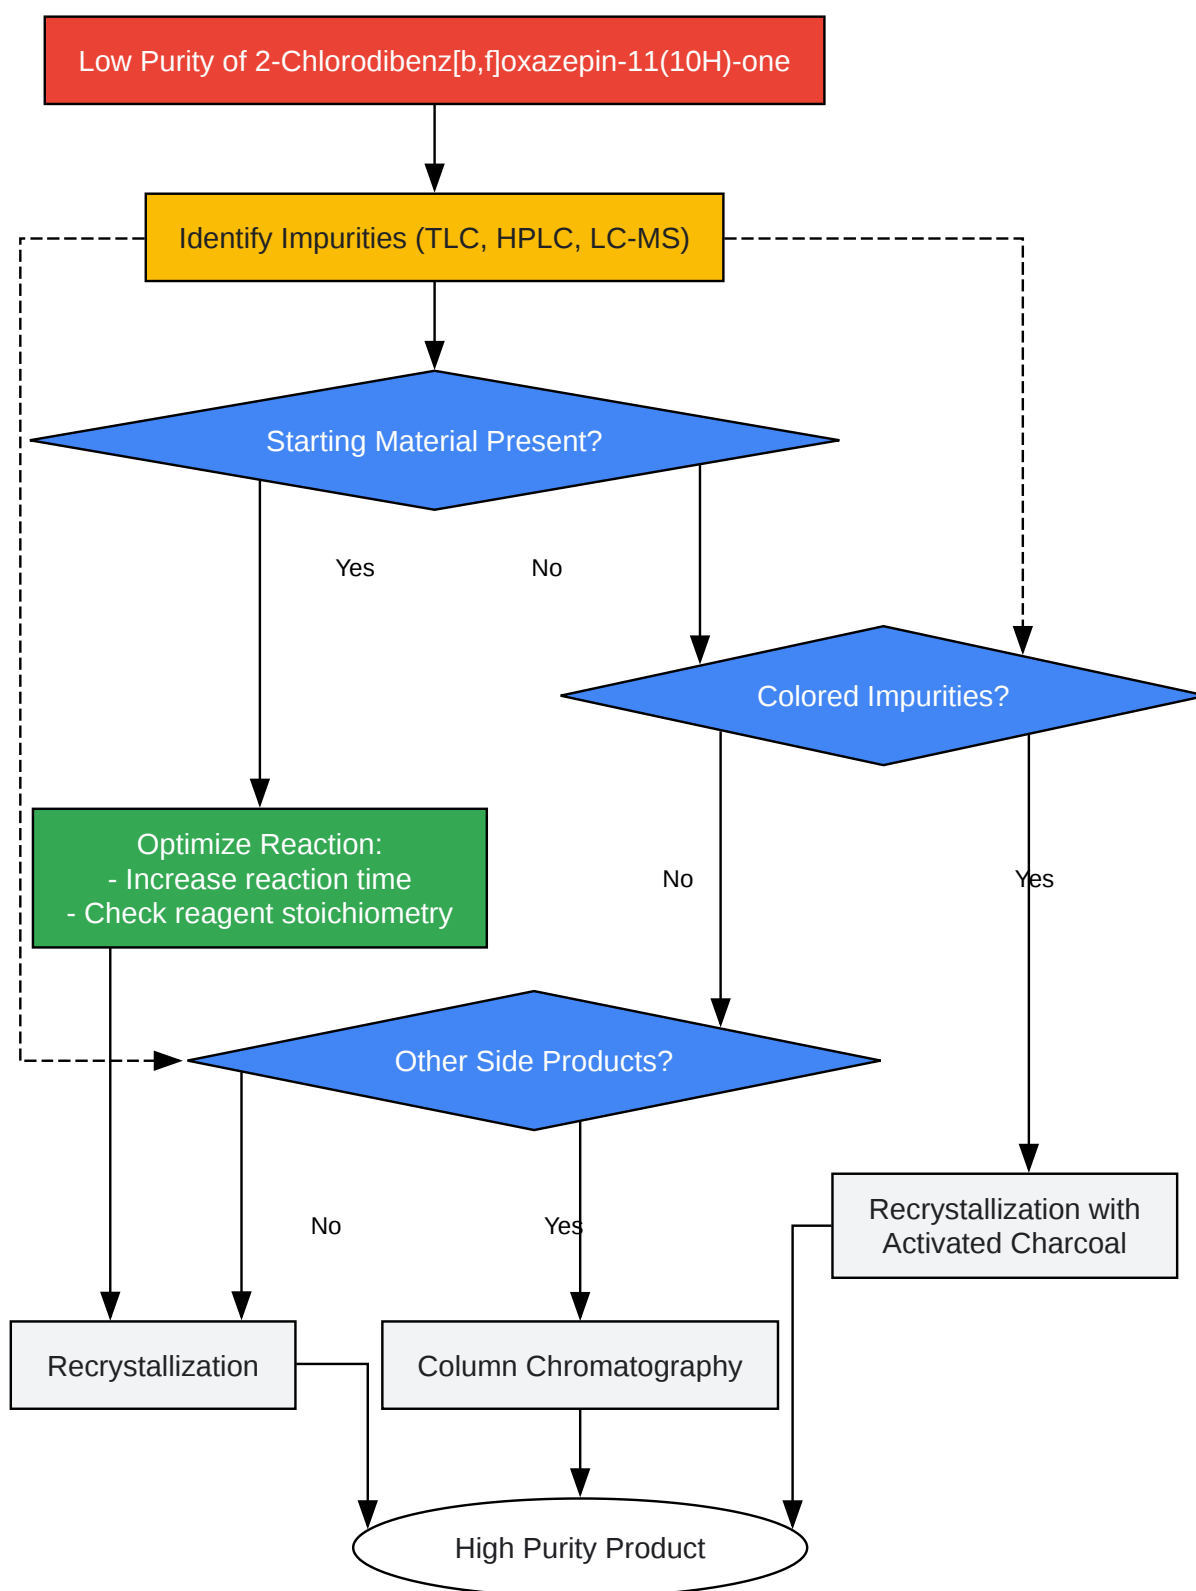 Low Purity of 2-Chlorodibenz[b,f]oxazepin-11(10H)-one
Identify Impurities (TLC, HPLC, LC-MS)
Starting Material Present?
Yes
No
Colored Impurities?
Optimize Reaction:
- Increase reaction time
- Check reagent stoichiometry
No
Yes
Other Side Products?
No
Yes
Recrystallization with
Activated Charcoal
Recrystallization
Column Chromatography
High Purity Product